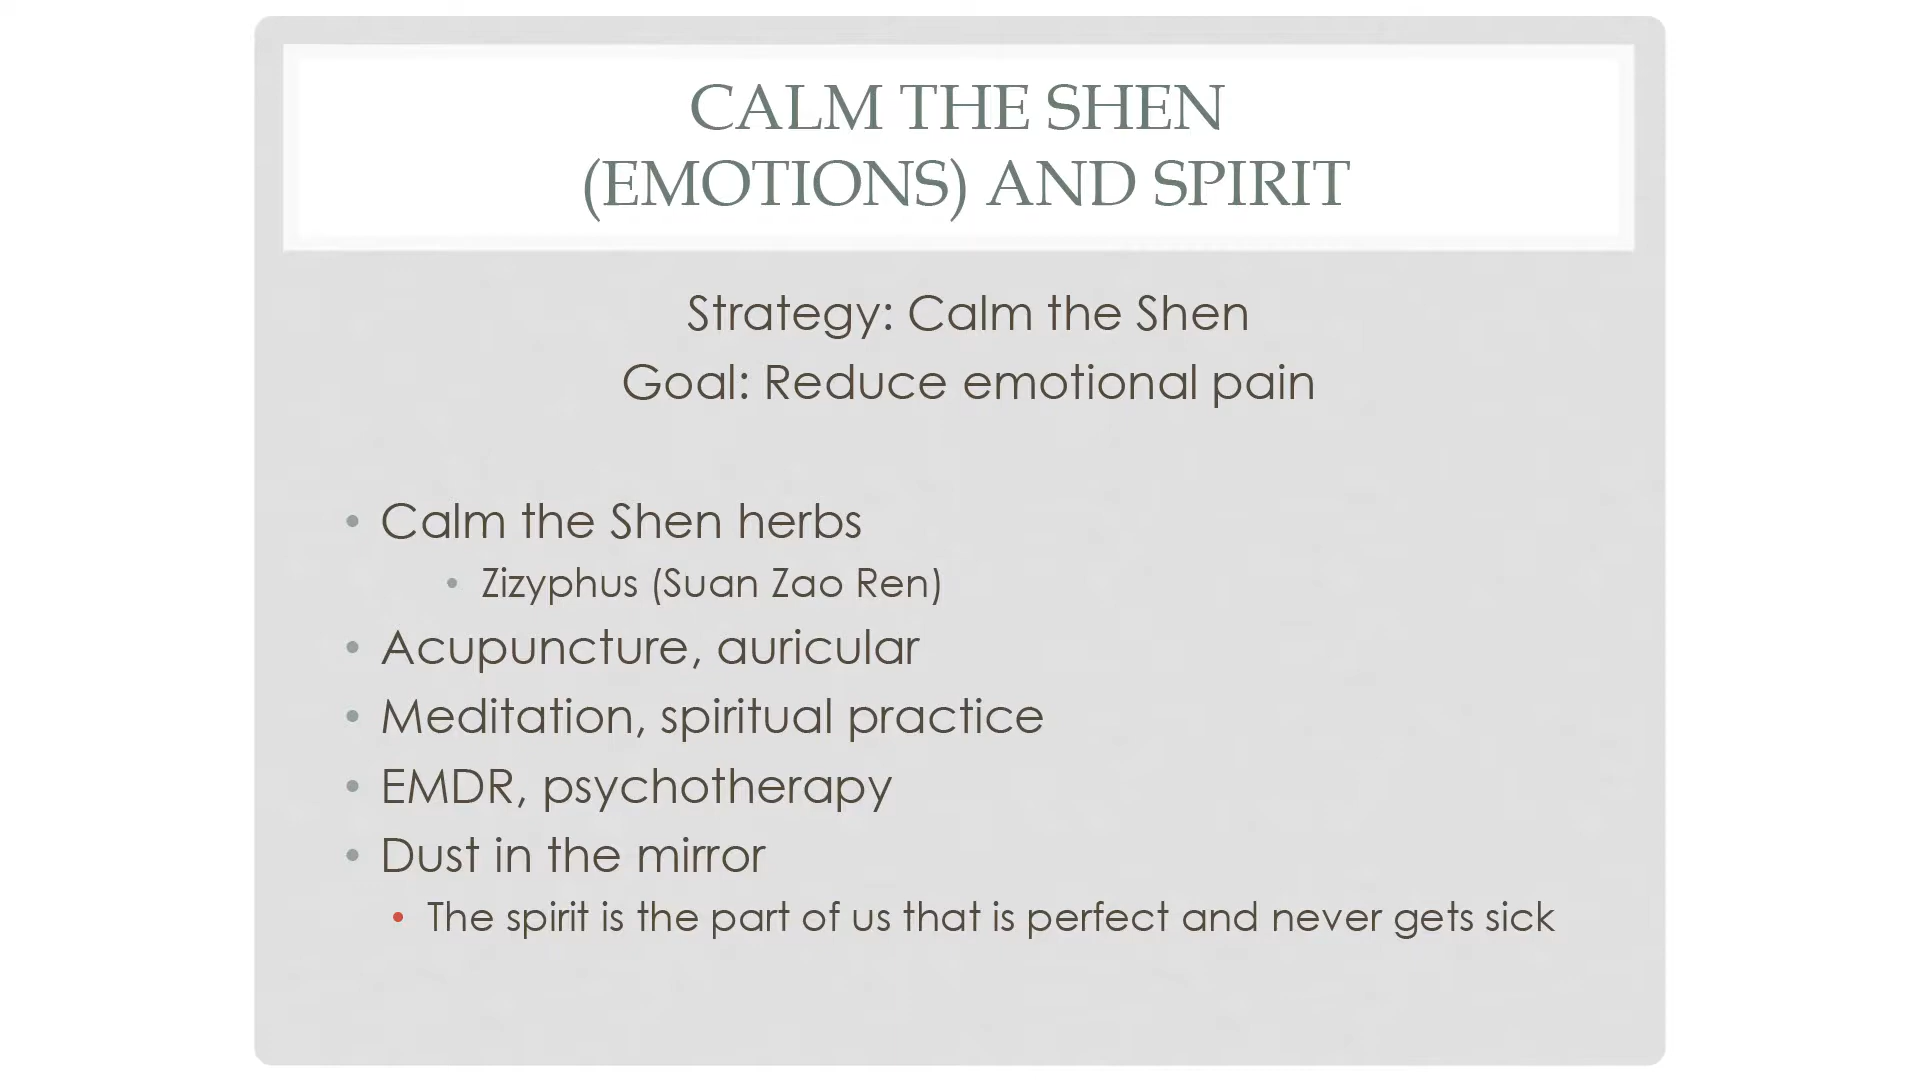 CALM THE SHEN
(EMOTIONS) AND SPIRIT
Strategy: Calm the Shen
Goal: Reduce emotional pain
• Calm the Shen herbs
• Zizyphus (Suan Zao Ren)
• Acupuncture, auricular
• Meditation, spiritual practice
• EMDR, psychotherapy
• Dust in the mirror
• The spirit is the part of us that is perfect and never gets sick